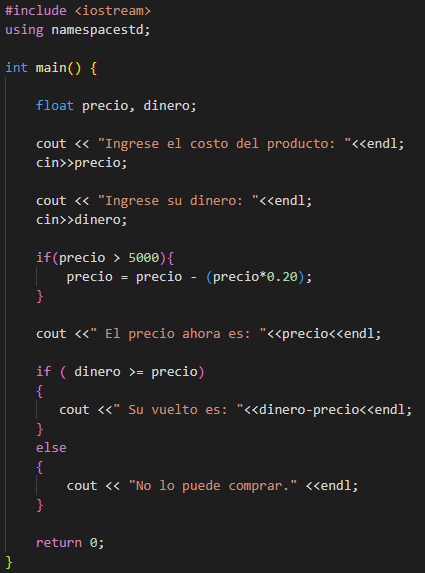 #include <iostream>
using namespacestd;
int main() {
float precio, dinero;
cout << "Ingrese el costo del producto: "<<endl;
cin>>precio;
cout << "Ingrese su dinero: "<<endl;
cin>>dinero;
if(precio > 5000){
precio = precio - (precio*0.20);
}
cout <<" El precio ahora es: "<<precio<<endl;
if ( dinero >= precio)
{
cout <<" Su vuelto es: "<<dinero-precio<<endl;
}
else
{
cout << "No lo puede comprar." <<endl;
}
return 0;
}